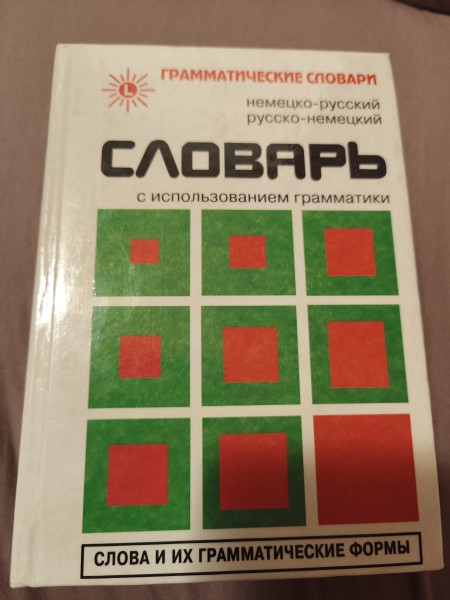 L
ГРАММАТИЧЕСКИЕ СЛОВАРИ
немецко-русский
русско-немецкий
СЛОВАРЬ
с использованием грамматики
СЛОВА И ИХ ГРАММАТИЧЕСКИЕ ФОРМЫ